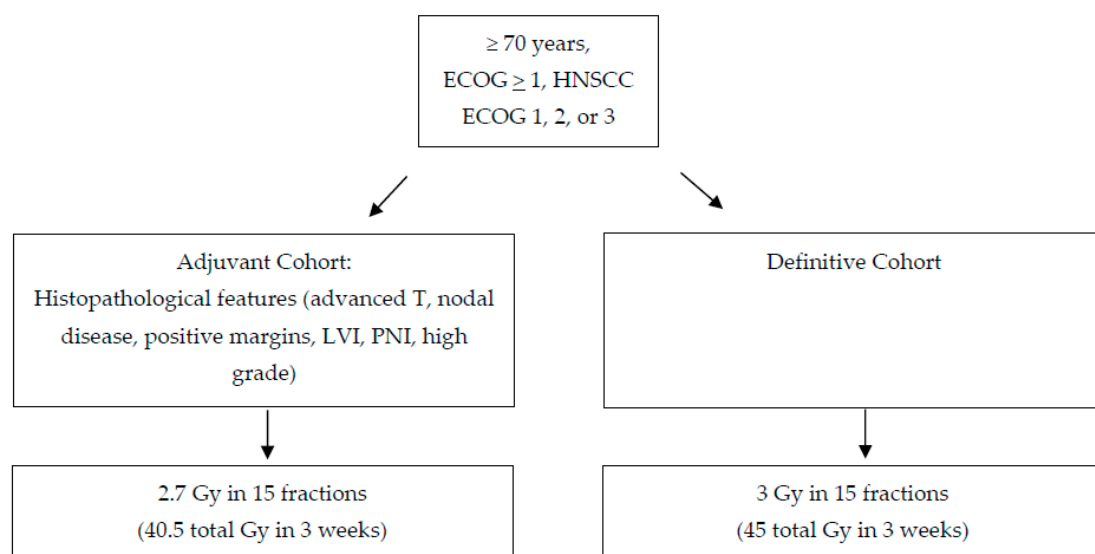 ≥ 70 years,
ECOG ≥ 1, HNSCC
ECOG 1, 2, or 3
Adjuvant Cohort:
Histopathological features (advanced T, nodal
disease, positive margins, LVI, PNI, high
grade)
Definitive Cohort
2.7 Gy in 15 fractions
(40.5 total Gy in 3 weeks)
3 Gy in 15 fractions
(45 total Gy in 3 weeks)